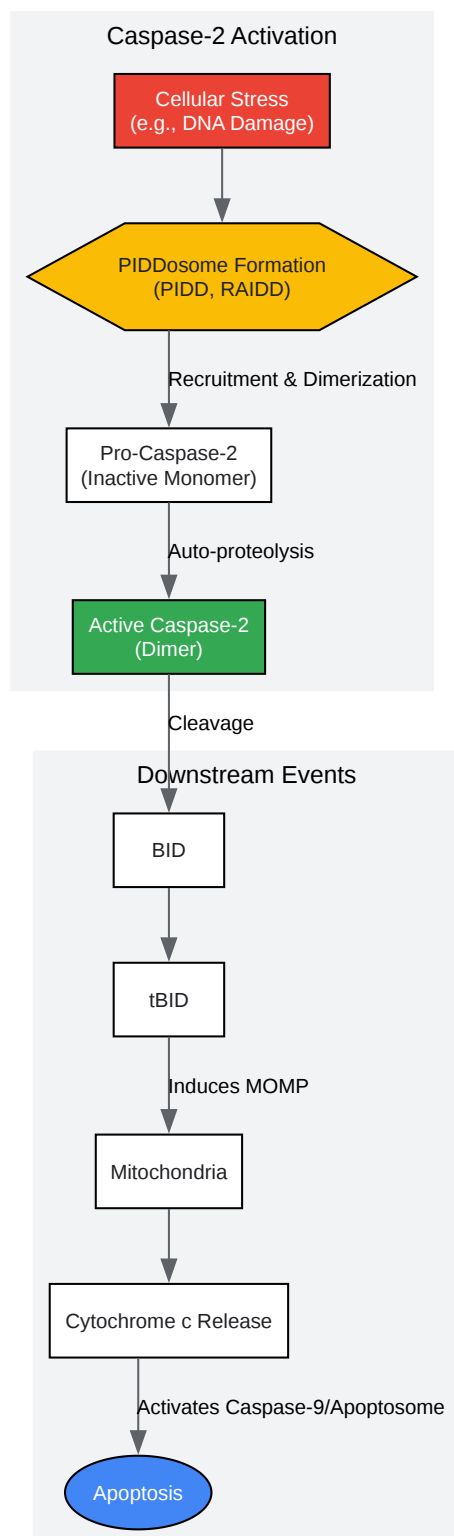 Caspase-2 Activation
Cellular Stress
(e.g., DNA Damage)
PIDDosome Formation
(PIDD, RAIDD)
Recruitment & Dimerization
Pro-Caspase-2
(Inactive Monomer)
Auto-proteolysis
Active Caspase-2
(Dimer)
Cleavage
Downstream Events
BID
tBID
Induces MOMP
Mitochondria
Cytochrome c Release
Activates Caspase-9/Apoptosome
Apoptosis